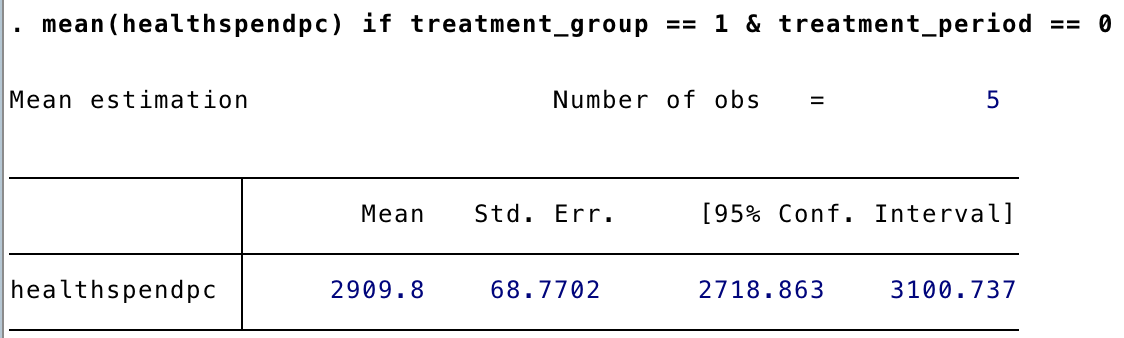 . mean(healthspendpc) if treatment_group == 1 & treatment_period == 0
Mean estimation Number of obs = 5
Mean Std. Err. [95% Conf. Interval]
healthspendpc 2909.8 68.7702 2718.863 3100.737